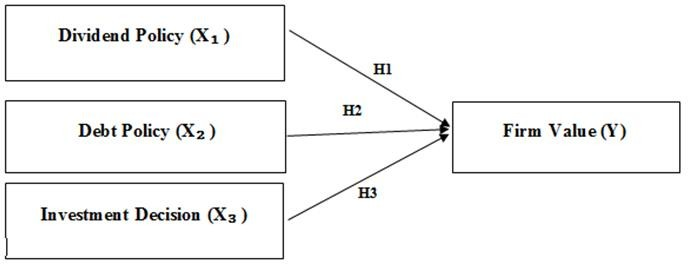 Dividend Policy (X₁)
H1
H2
Debt Policy (X₂)
Firm Value (Y)
Investment Decision (X₃)
H3